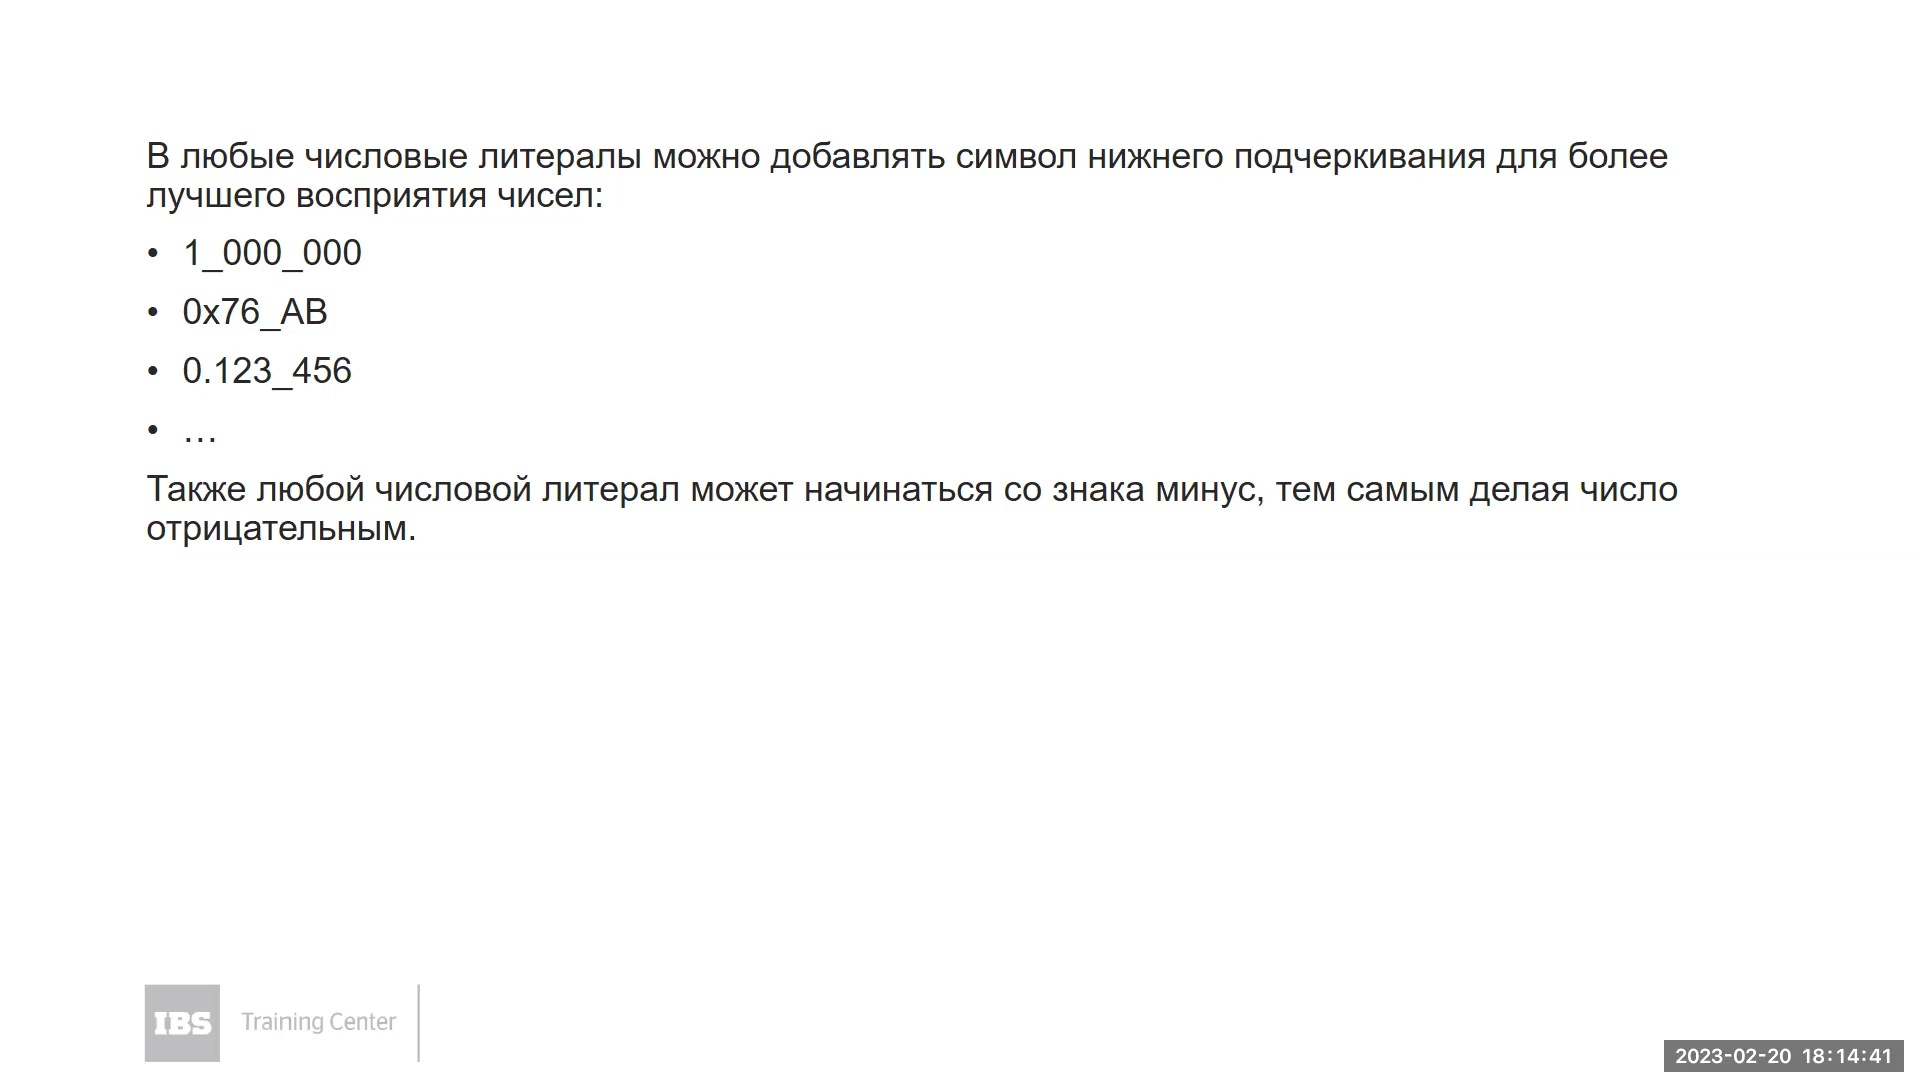 В любые числовые литералы можно добавлять символ нижнего подчеркивания для более
лучшего восприятия чисел:
• 1_000_000
• 0x76_AB
• 0.123_456
• …
Также любой числовой литерал может начинаться со знака минус, тем самым делая число
отрицательным.
IBS Training Center
2023-02-20 18:14:41